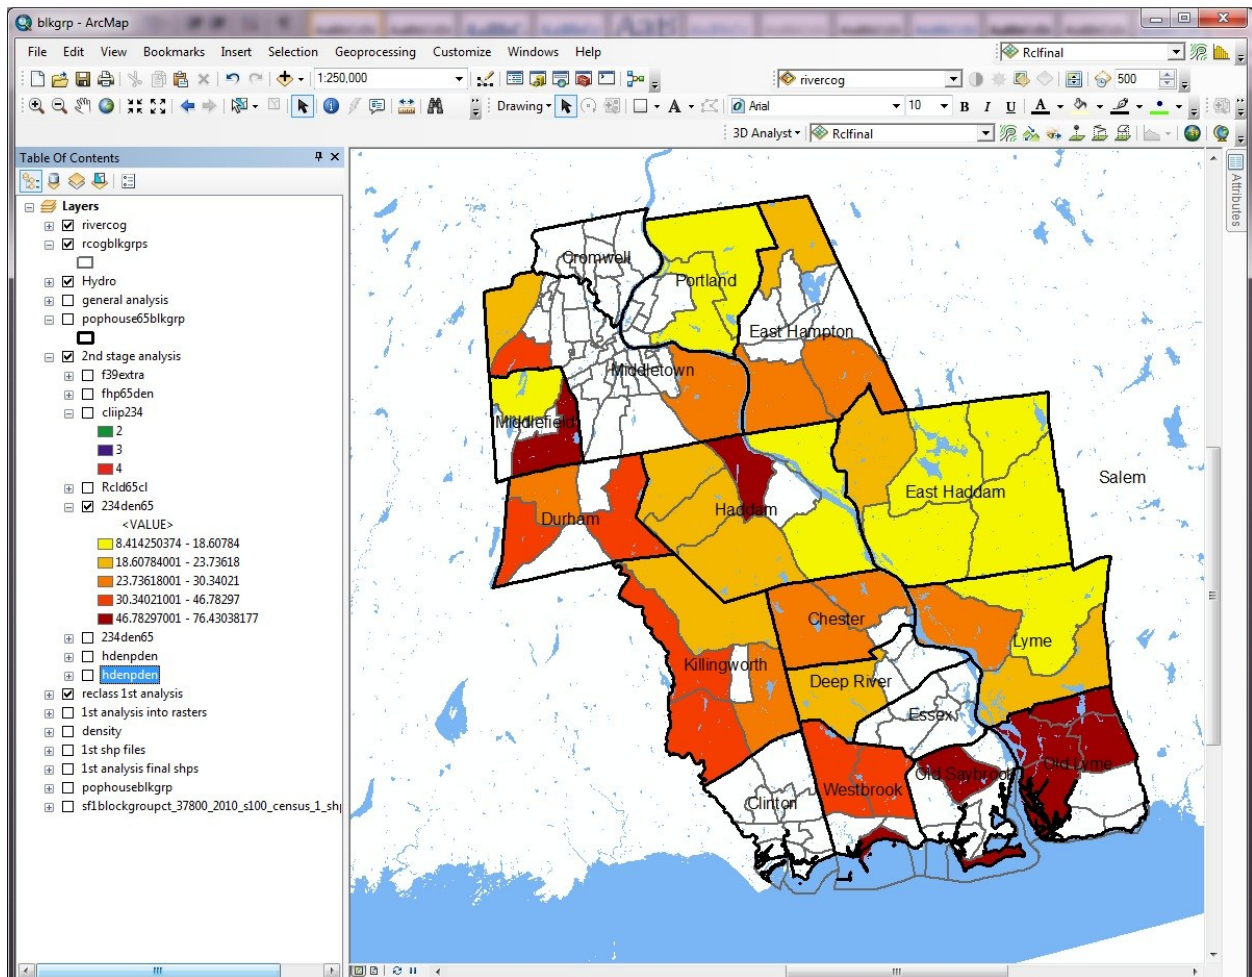 blkgrp - ArcMap
File Edit View Bookmarks Insert Selection Geoprocessing Customize Windows Help
Rclfinal
1:250,000
rivercog
500
Drawing
A
Arial
10
B I U A
3D Analyst
Rclfinal
Table Of Contents
Layers
rivercog
rcogblkgrps
Hydro
general analysis
pophouse65blkgrp
2nd stage analysis
f39extra
fhp65den
cliip234
2
3
4
Rcld65cl
234den65
<VALUE>
8.414250374 - 18.60784
18.60784001 - 23.73618
23.73618001 - 30.34021
30.34021001 - 46.78297
46.78297001 - 76.43038177
234den65
hdenpden
hdenpden
reclass 1st analysis
1st analysis into rasters
density
1st shp files
1st analysis final shps
pophouseblkgrp
sf1blockgroupct_37800_2010_s100_census_1_shp
Attributes
Cromwell
Portland
East Hampton
Middletown
Middlefield
Salem
East Haddam
Haddam
Durham
Chester
Lyme
Killingworth
Deep River
Essex
Old Lyme
Old Saybrook
Westbrook
Clinton